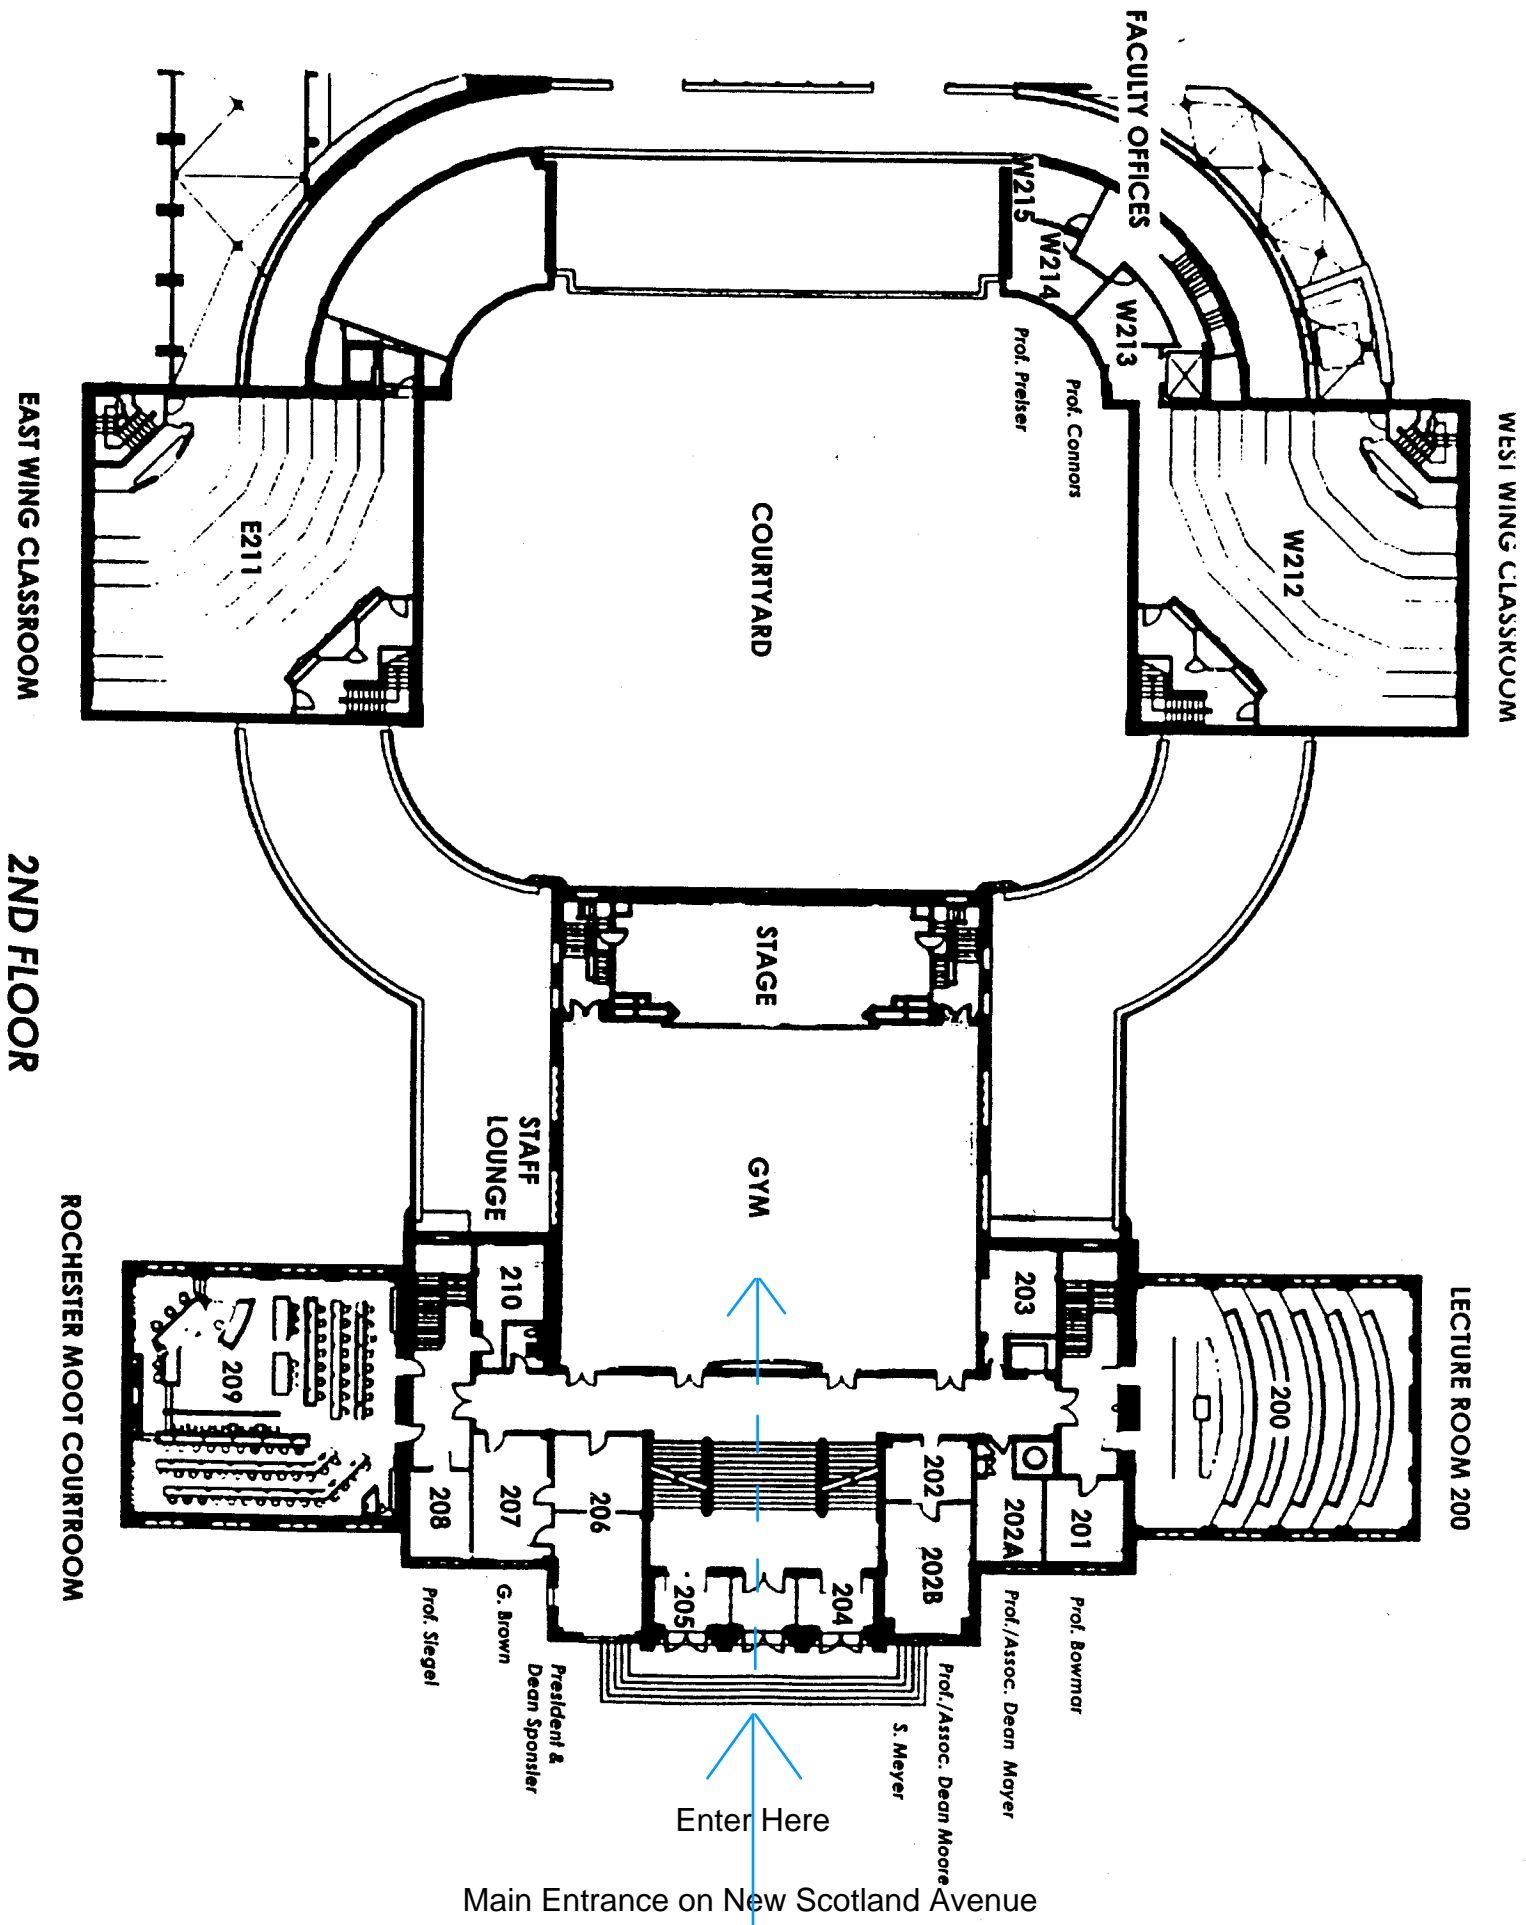 FACULTY OFFICES
W215
W214
W213
Prof. Preiser
Prof. Connors
WEST WING CLASSROOM
W212
EAST WING CLASSROOM
E211
COURTYARD
2ND FLOOR
STAGE
GYM
STAFF
LOUNGE
ROCHESTER MOOT COURTROOM
LECTURE ROOM 200
210
203
209
200
208
207
206
202
202A
201
202B
205
204
Prof. Siegel
G. Brown
President &
Dean Sponsler
S. Meyer
Prof./Assoc. Dean Moore
Prof./Assoc. Dean Mayer
Prof. Bowmar
Enter Here
Main Entrance on New Scotland Avenue